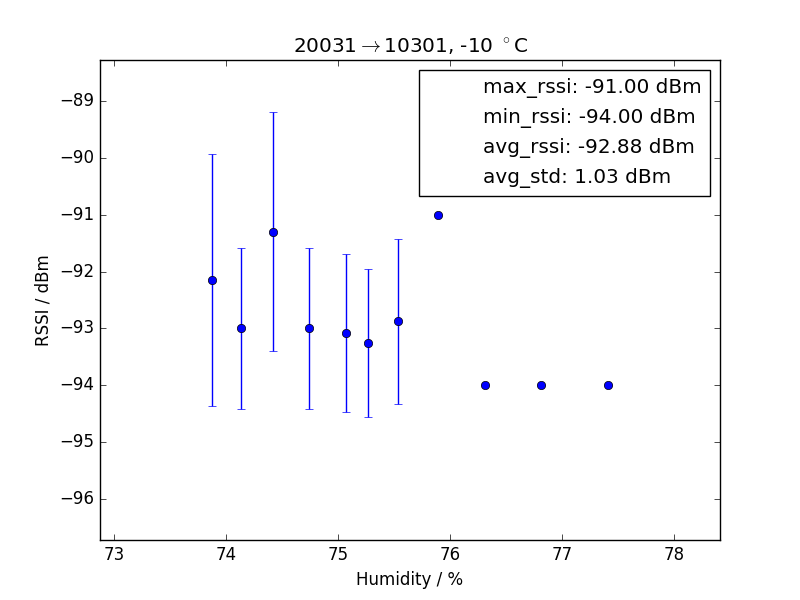 20031→10301, -10 °C
max_rssi: -91.00 dBm
min_rssi: -94.00 dBm
avg_rssi: -92.88 dBm
avg_std: 1.03 dBm
RSSI / dBm
−89
−90
−91
−92
−93
−94
−95
−96
73 74 75 76 77 78
Humidity / %